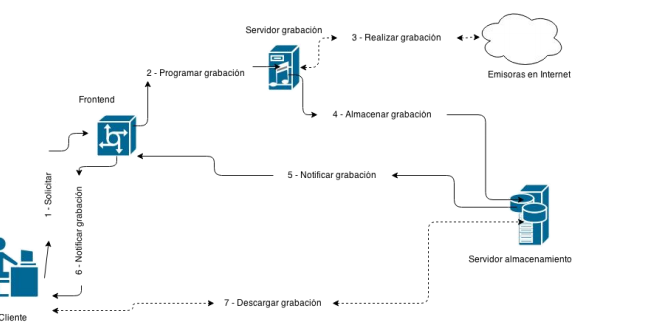 Servidor grabación
3 - Realizar grabación
Emisoras en Internet
2 - Programar grabación
Frontend
4 - Almacenar grabación
5 - Notificar grabación
1 - Solicitar
6 - Notificar grabación
Servidor almacenamiento
7 - Descargar grabación
Cliente